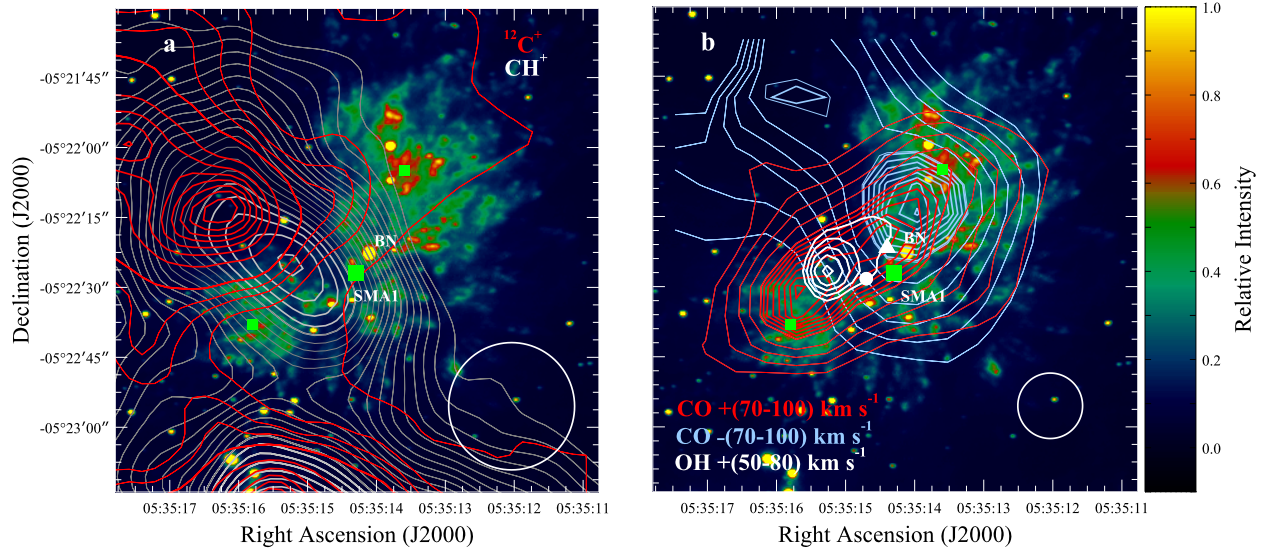 a
¹²C⁺
CH⁺
BN
SMA1
-05°21'45"
-05°22'00"
-05°22'15"
-05°22'30"
-05°22'45"
-05°23'00"
Declination (J2000)
05:35:17 05:35:16 05:35:15 05:35:14 05:35:13 05:35:12 05:35:11
Right Ascension (J2000)
b
BN
SMA1
CO +(70-100) km s⁻¹
CO -(70-100) km s⁻¹
OH +(50-80) km s⁻¹
05:35:17 05:35:16 05:35:15 05:35:14 05:35:13 05:35:12 05:35:11
Right Ascension (J2000)
1.0
0.8
0.6
0.4
0.2
0.0
Relative Intensity